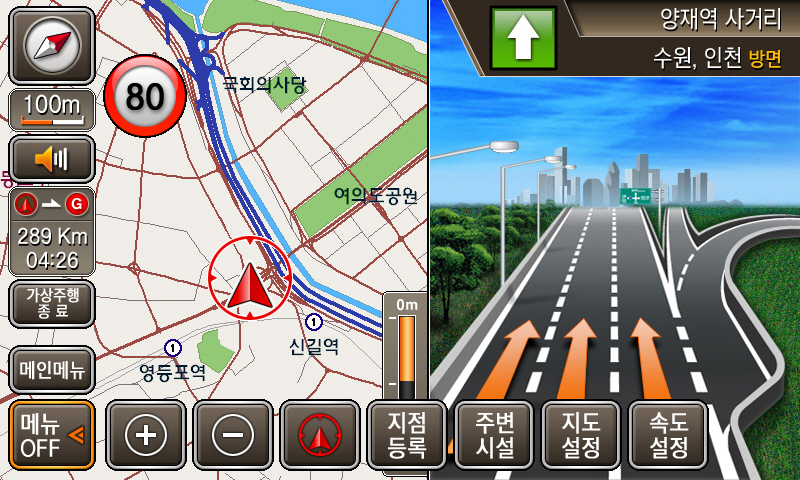 양재역 사거리
수원, 인천 방면
100m
80
국회의사당
여의도공원
G
289 Km
04:26
가상주행
종 료
0m
1
신길역
1
영등포역
메인메뉴
메뉴
OFF
지점
등록
주변
시설
지도
설정
속도
설정